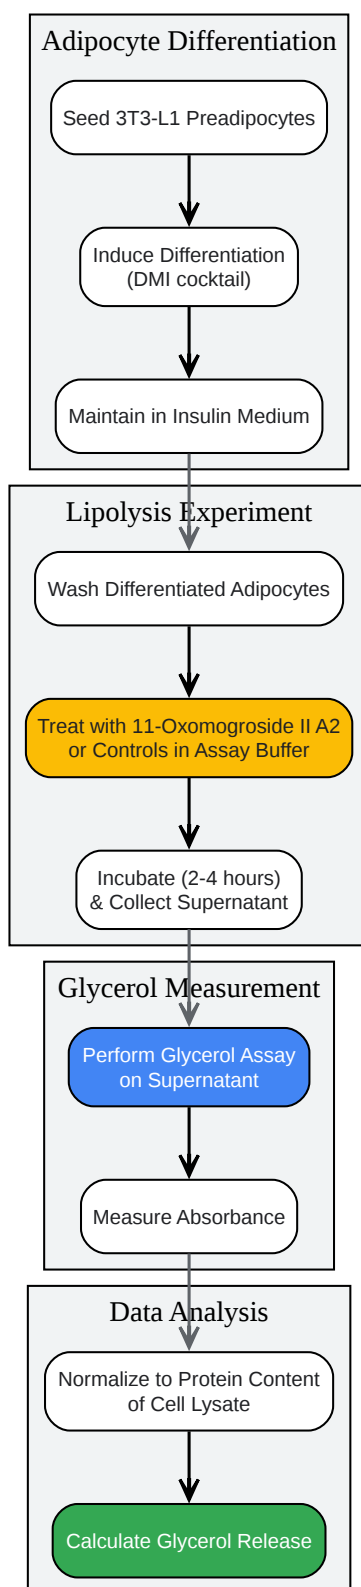 Adipocyte Differentiation
Seed 3T3-L1 Preadipocytes
Induce Differentiation
(DMI cocktail)
Maintain in Insulin Medium
Lipolysis Experiment
Wash Differentiated Adipocytes
Treat with 11-Oxomogroside II A2
or Controls in Assay Buffer
Incubate (2-4 hours)
& Collect Supernatant
Glycerol Measurement
Perform Glycerol Assay
on Supernatant
Measure Absorbance
Data Analysis
Normalize to Protein Content
of Cell Lysate
Calculate Glycerol Release